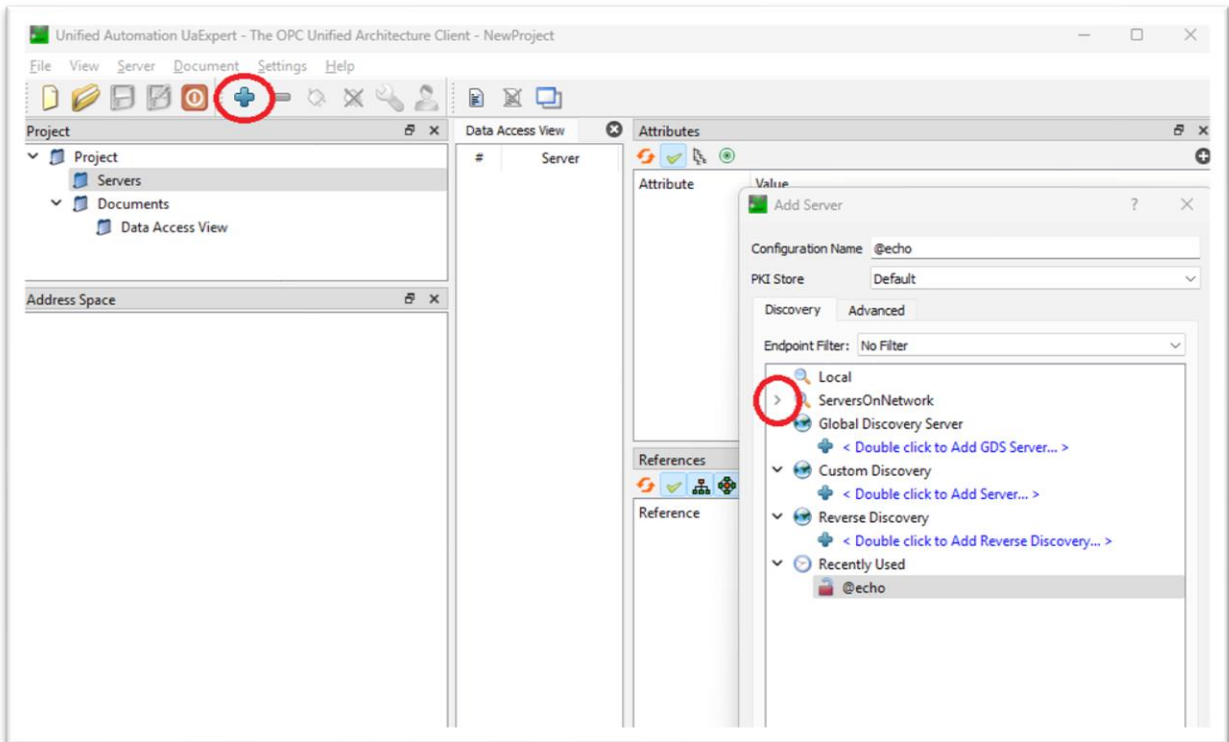 Unified Automation UaExpert - The OPC Unified Architecture Client - NewProject
File View Server Document Settings Help
Project
Project
Servers
Documents
Data Access View
Address Space
Data Access View
# Server
Attributes
Attribute Value
References
Reference
Add Server ?
Configuration Name @echo
PKI Store Default
Discovery Advanced
Endpoint Filter: No Filter
Local
ServersOnNetwork
Global Discovery Server
< Double click to Add GDS Server... >
Custom Discovery
< Double click to Add Server... >
Reverse Discovery
< Double click to Add Reverse Discovery... >
Recently Used
@echo